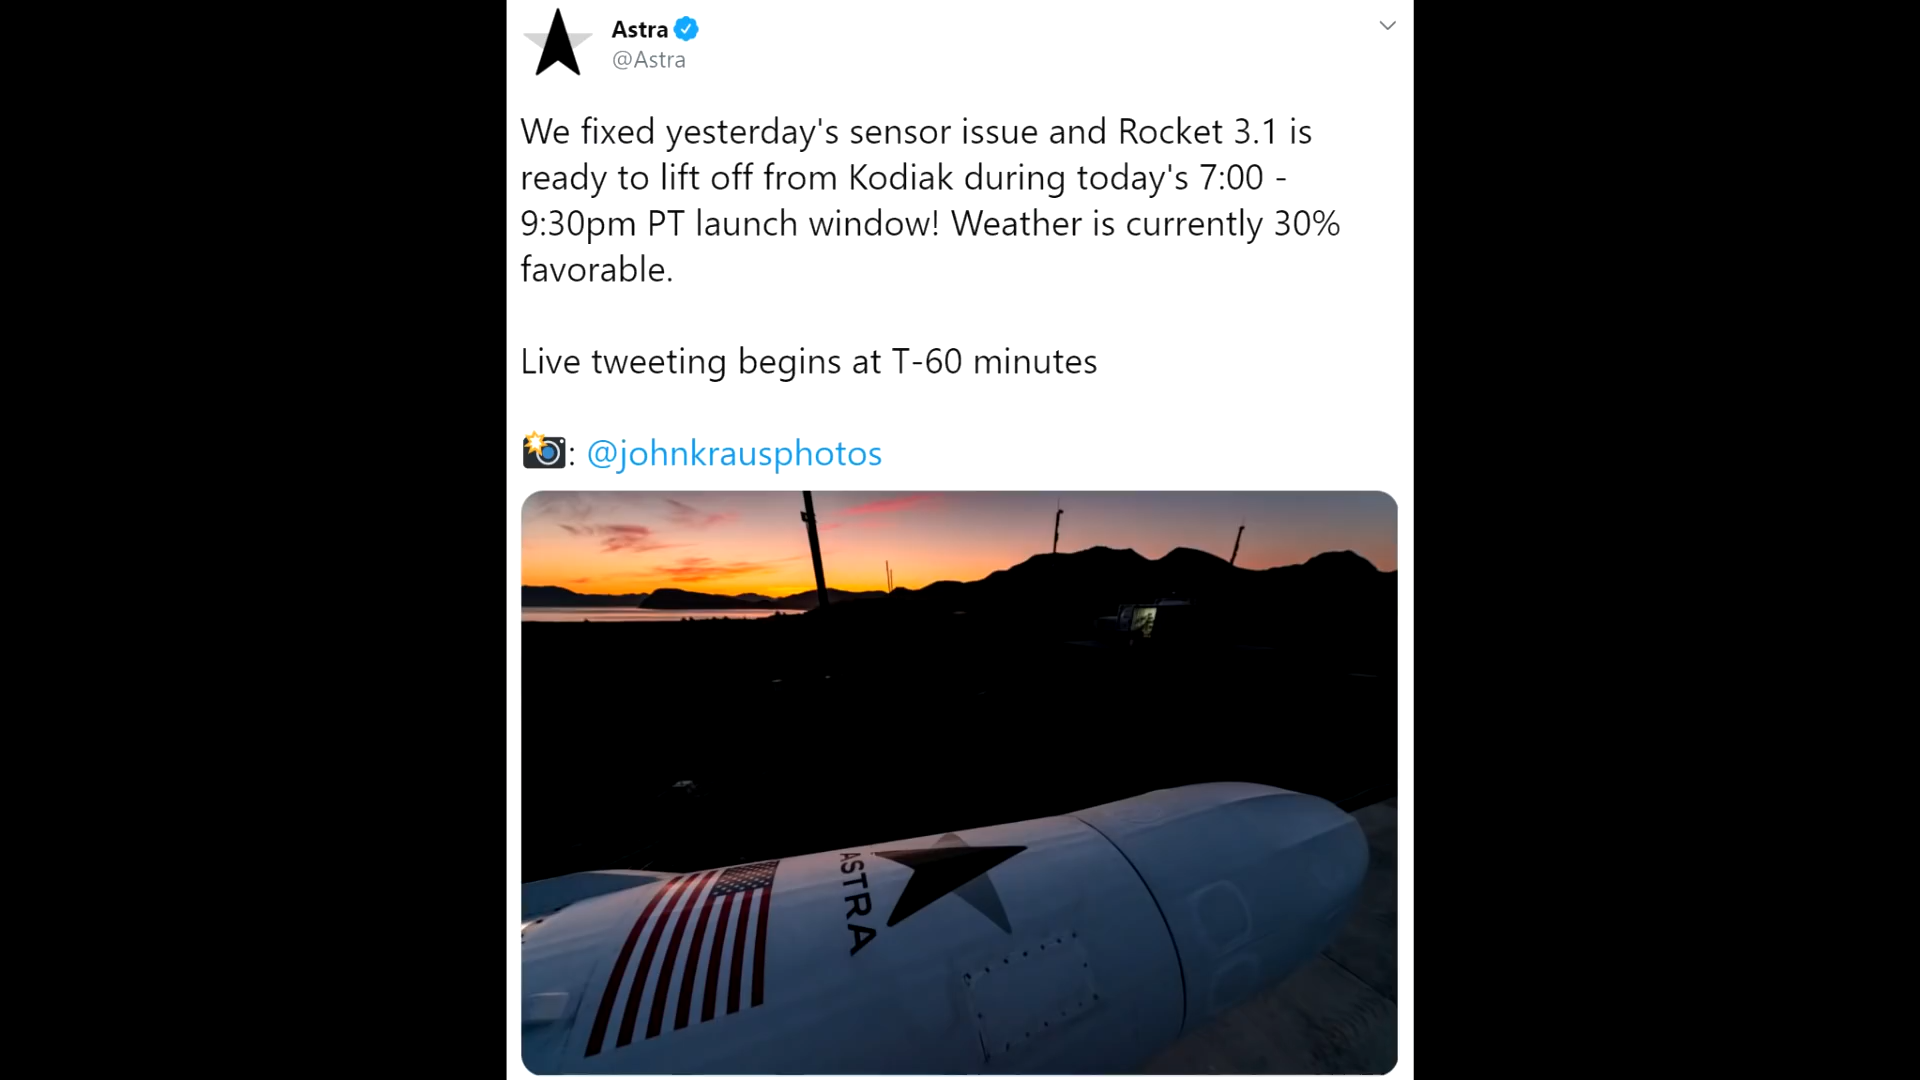 Astra
@Astra
We fixed yesterday's sensor issue and Rocket 3.1 is
ready to lift off from Kodiak during today's 7:00 -
9:30pm PT launch window! Weather is currently 30%
favorable.
Live tweeting begins at T-60 minutes
: @johnkrausphotos
ASTRA